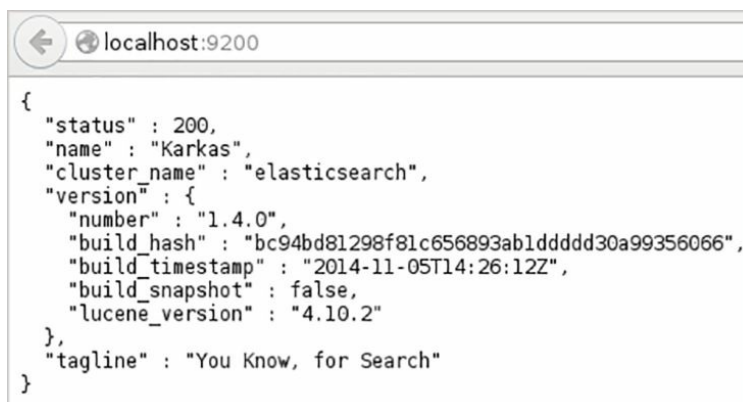 localhost:9200
{
"status" : 200,
"name" : "Karkas",
"cluster_name" : "elasticsearch",
"version" : {
"number" : "1.4.0",
"build_hash" : "bc94bd81298f81c656893ab1ddddd30a99356066",
"build_timestamp" : "2014-11-05T14:26:12Z",
"build_snapshot" : false,
"lucene_version" : "4.10.2"
},
"tagline" : "You Know, for Search"
}